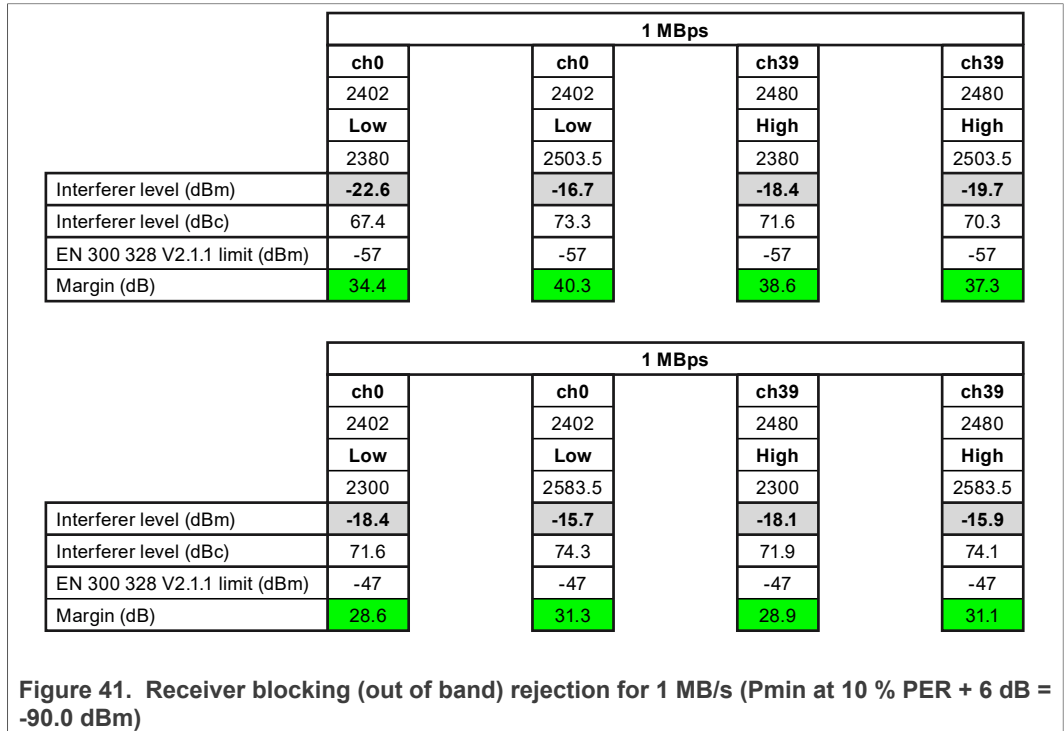 1 MBps
ch0 ch0 ch39 ch39
2402 2402 2480 2480
Low Low High High
2380 2503.5 2380 2503.5
Interferer level (dBm) -22.6 -16.7 -18.4 -19.7
Interferer level (dBc) 67.4 73.3 71.6 70.3
EN 300 328 V2.1.1 limit (dBm) -57 -57 -57 -57
Margin (dB) 34.4 40.3 38.6 37.3
1 MBps
ch0 ch0 ch39 ch39
2402 2402 2480 2480
Low Low High High
2300 2583.5 2300 2583.5
Interferer level (dBm) -18.4 -15.7 -18.1 -15.9
Interferer level (dBc) 71.6 74.3 71.9 74.1
EN 300 328 V2.1.1 limit (dBm) -47 -47 -47 -47
Margin (dB) 28.6 31.3 28.9 31.1
Figure 41. Receiver blocking (out of band) rejection for 1 MB/s (Pmin at 10 % PER + 6 dB =
-90.0 dBm)